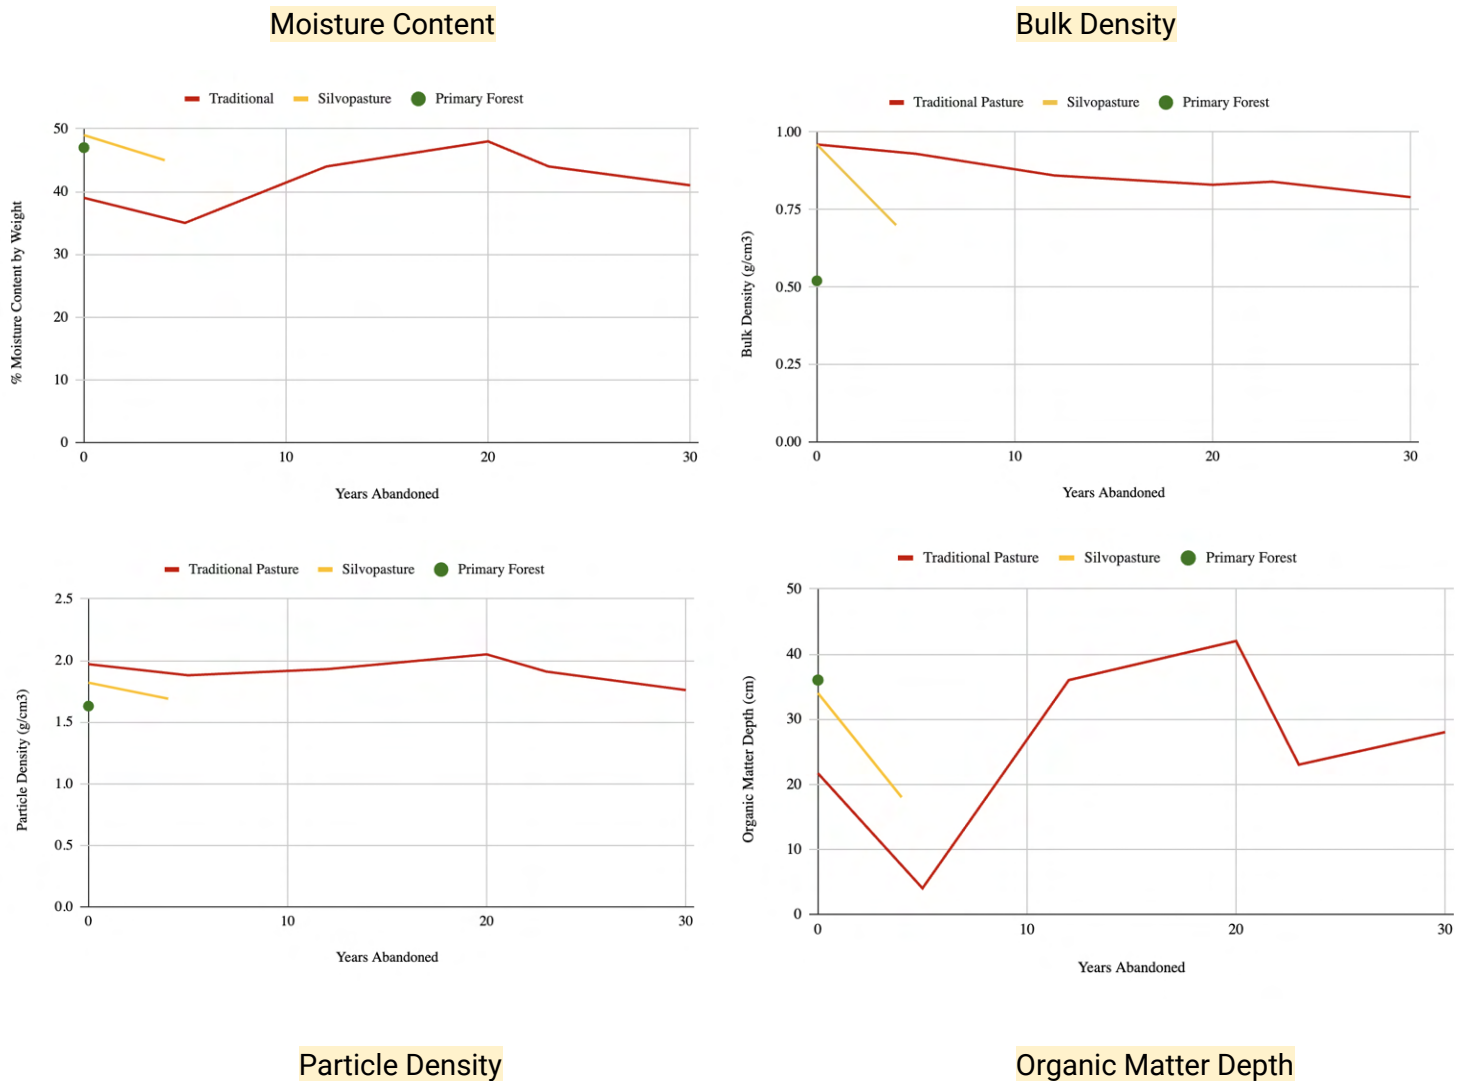 Moisture Content
Traditional Silvopasture Primary Forest
50
40
30
20
10
0
% Moisture Content by Weight
0 10 20 30
Years Abandoned
Bulk Density
Traditional Pasture Silvopasture Primary Forest
1.00
0.75
0.50
0.25
0.00
Bulk Density (g/cm3)
0 10 20 30
Years Abandoned
Traditional Pasture Silvopasture Primary Forest
2.5
2.0
1.5
1.0
0.5
0.0
Particle Density (g/cm3)
0 10 20 30
Years Abandoned
Particle Density
Traditional Pasture Silvopasture Primary Forest
50
40
30
20
10
0
Organic Matter Depth (cm)
0 10 20 30
Years Abandoned
Organic Matter Depth